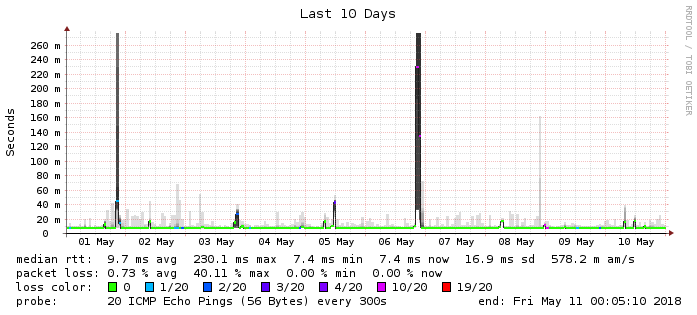 Last 10 Days
RRDTOOL / TOBI OETIKER
Seconds
260 m
240 m
220 m
200 m
180 m
160 m
140 m
120 m
100 m
80 m
60 m
40 m
20 m
0
01 May 02 May 03 May 04 May 05 May 06 May 07 May 08 May 09 May 10 May
median rtt: 9.7 ms avg 230.1 ms max 7.4 ms min 7.4 ms now 16.9 ms sd 578.2 m am/s
packet loss: 0.73 % avg 40.11 % max 0.00 % min 0.00 % now
loss color: 0 1/20 2/20 3/20 4/20 10/20 19/20
probe: 20 ICMP Echo Pings (56 Bytes) every 300s end: Fri May 11 00:05:10 2018